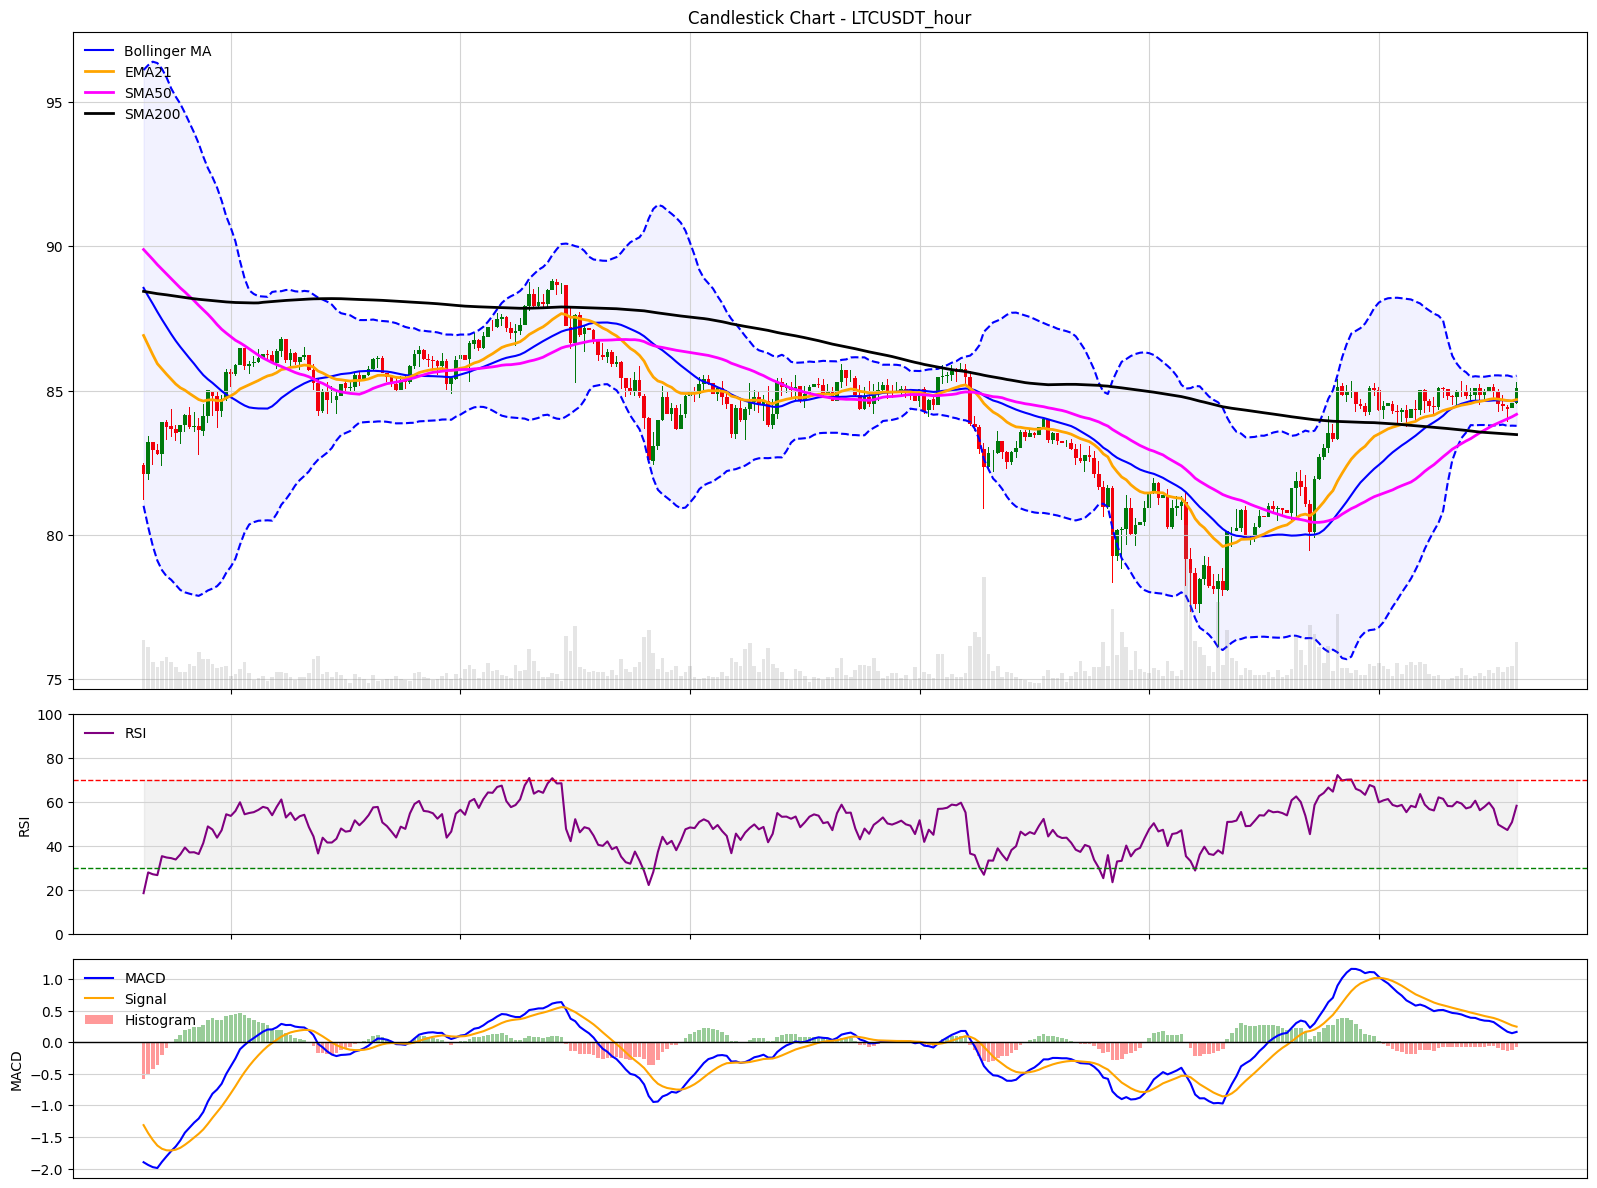 Candlestick Chart - LTCUSDT_hour
Bollinger MA
EMA21
SMA50
SMA200
95
90
85
80
75
RSI
100
80
60
40
20
0
RSI
MACD
Signal
Histogram
1.0
0.5
0.0
−0.5
−1.0
−1.5
−2.0
MACD